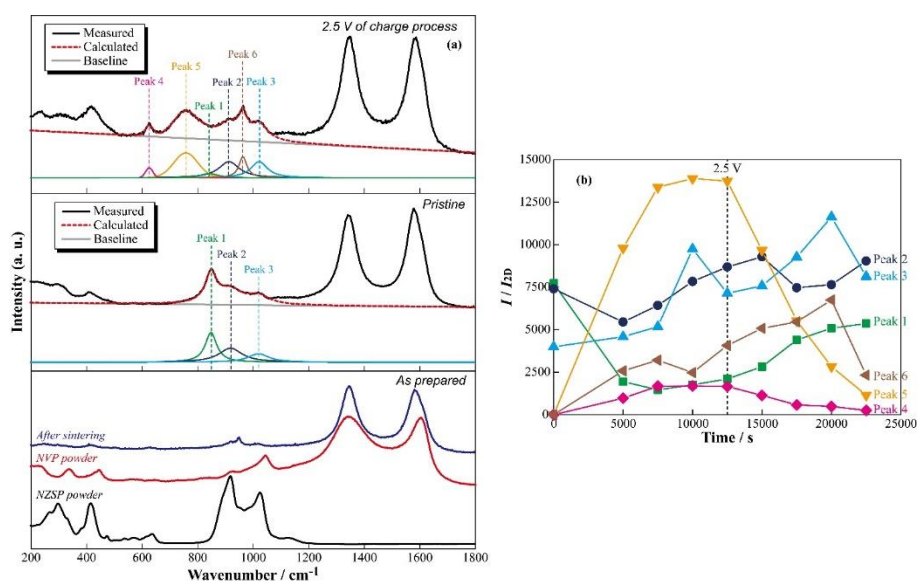 2.5 V of charge process
(a)
Measured
Calculated
Baseline
Peak 4
Peak 5
Peak 1
Peak 2
Peak 6
Peak 3
Pristine
Measured
Calculated
Baseline
Peak 1
Peak 2
Peak 3
As prepared
After sintering
NVP powder
NZSP powder
Intensity (a. u.)
200 400 600 800 1000 1200 1400 1600 1800
Wavenumber / cm⁻¹
(b)
2.5 V
15000
12500
10000
7500
5000
2500
0
I / I2D
Peak 2
Peak 3
Peak 1
Peak 6
Peak 5
Peak 4
0 5000 10000 15000 20000 25000
Time / s